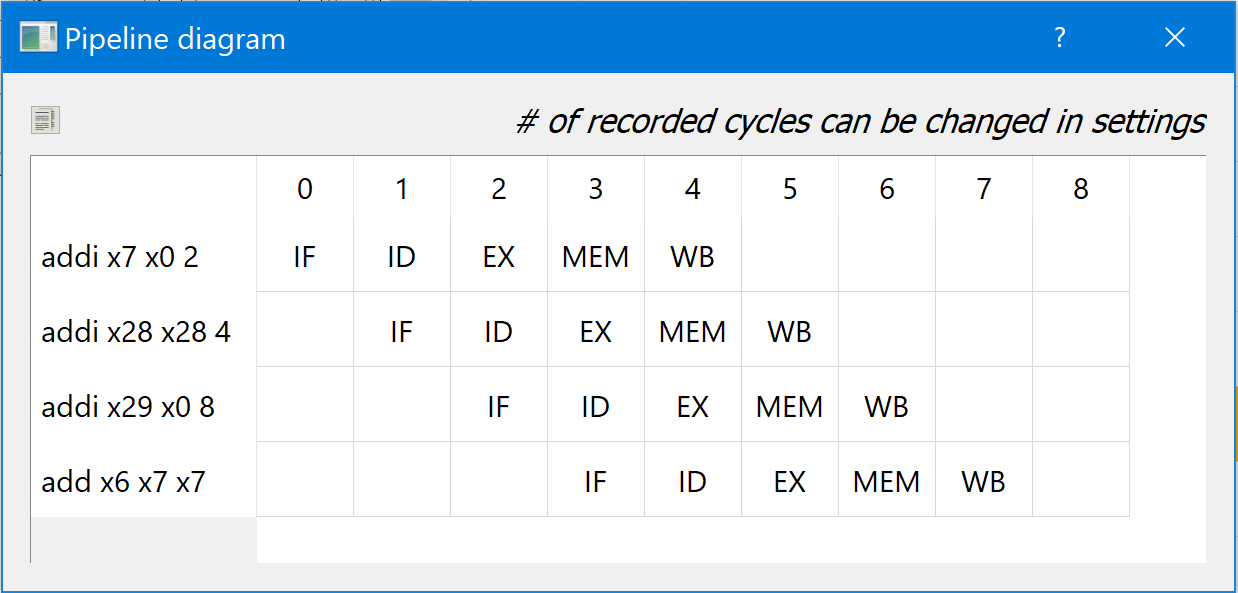 Pipeline diagram ?
# of recorded cycles can be changed in settings
0 1 2 3 4 5 6 7 8
addi x7 x0 2 IF ID EX MEM WB
addi x28 x28 4 IF ID EX MEM WB
addi x29 x0 8 IF ID EX MEM WB
add x6 x7 x7 IF ID EX MEM WB